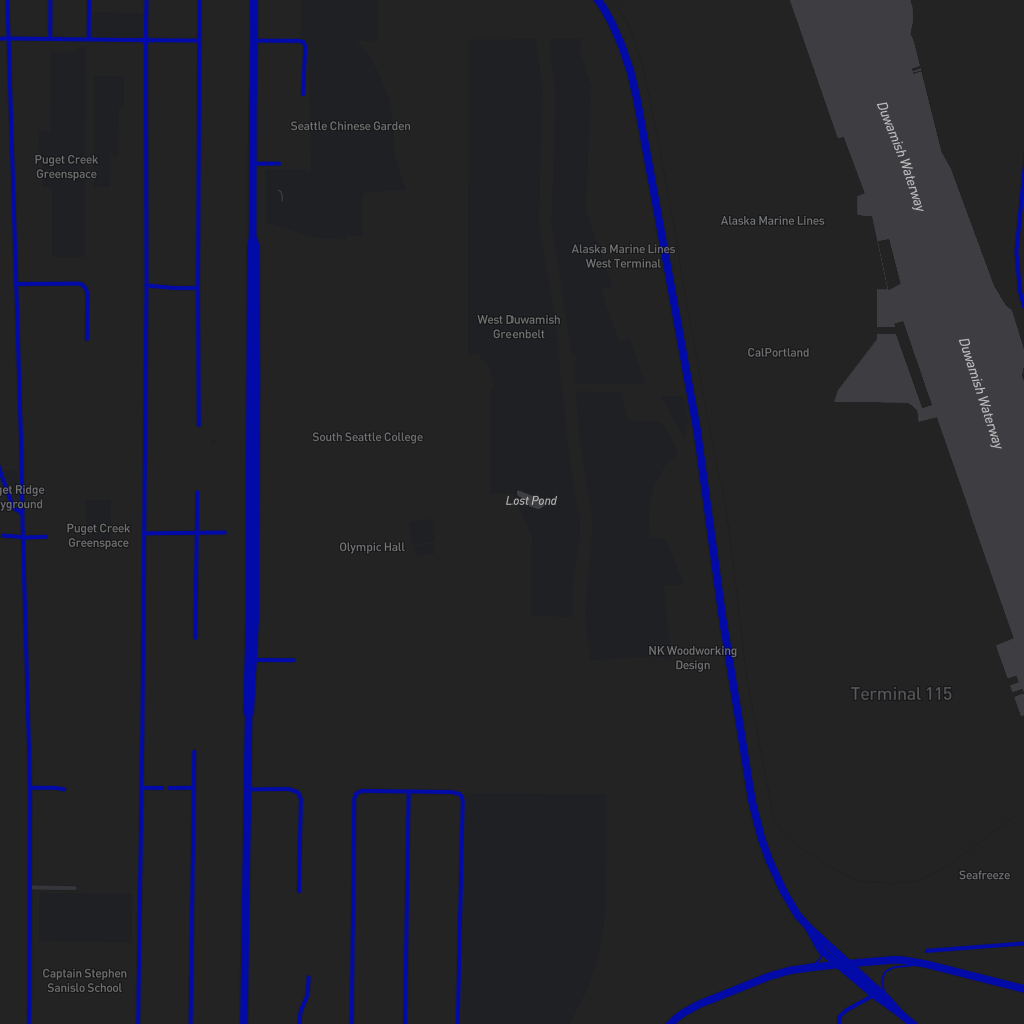 Duwamish Waterway
Seattle Chinese Garden
Puget Creek
Greenspace
Alaska Marine Lines
Alaska Marine Lines
West Terminal
West Duwamish
Greenbelt
CalPortland
Duwamish Waterway
South Seattle College
get Ridge
yground
Lost Pond
Puget Creek
Greenspace
Olympic Hall
NK Woodworking
Design
Terminal 115
Seafreeze
Captain Stephen
Sanislo School